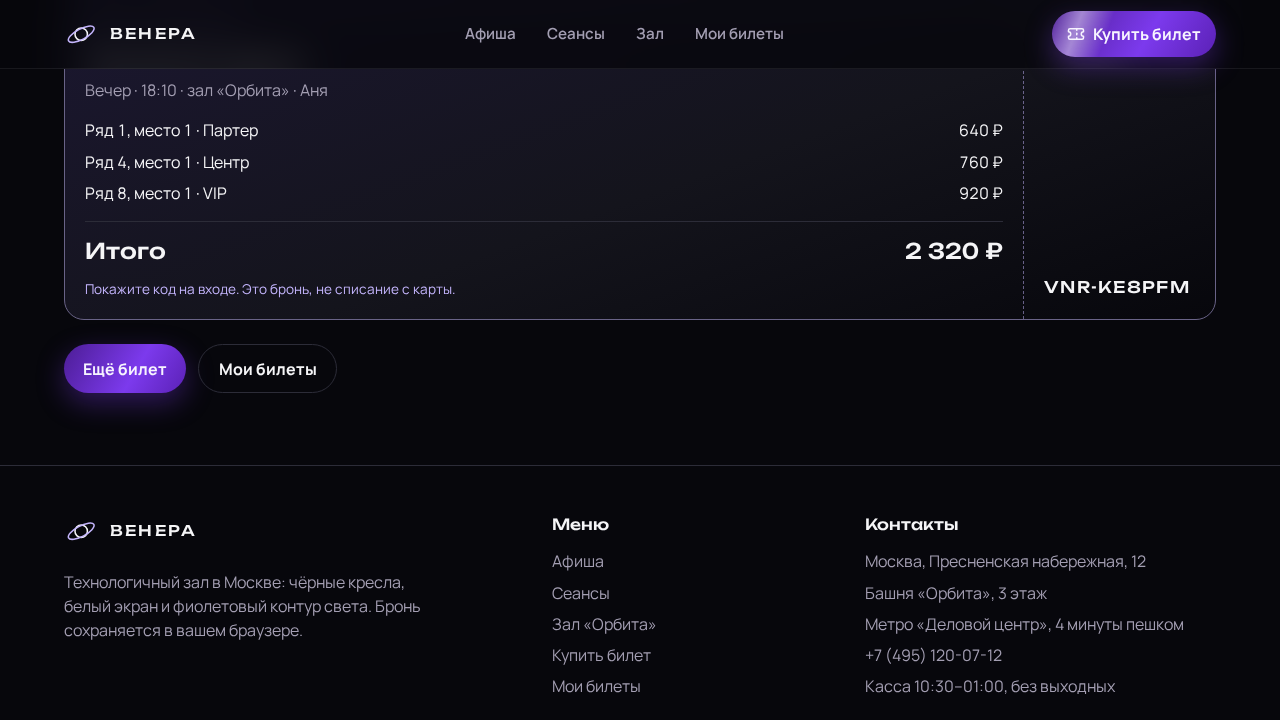 ВЕНЕРА
Афиша
Сеансы
Зал
Мои билеты
Купить билет
Вечер · 18:10 · зал «Орбита» · Аня
Ряд 1, место 1 · Партер 640 ₽
Ряд 4, место 1 · Центр 760 ₽
Ряд 8, место 1 · VIP 920 ₽
Итого 2 320 ₽
Покажите код на входе. Это бронь, не списание с карты.
VNR-KE8PFM
Ещё билет
Мои билеты
ВЕНЕРА
Технологичный зал в Москве: чёрные кресла,
белый экран и фиолетовый контур света. Бронь
сохраняется в вашем браузере.
Меню
Афиша
Сеансы
Зал «Орбита»
Купить билет
Мои билеты
Контакты
Москва, Пресненская набережная, 12
Башня «Орбита», 3 этаж
Метро «Деловой центр», 4 минуты пешком
+7 (495) 120-07-12
Касса 10:30–01:00, без выходных